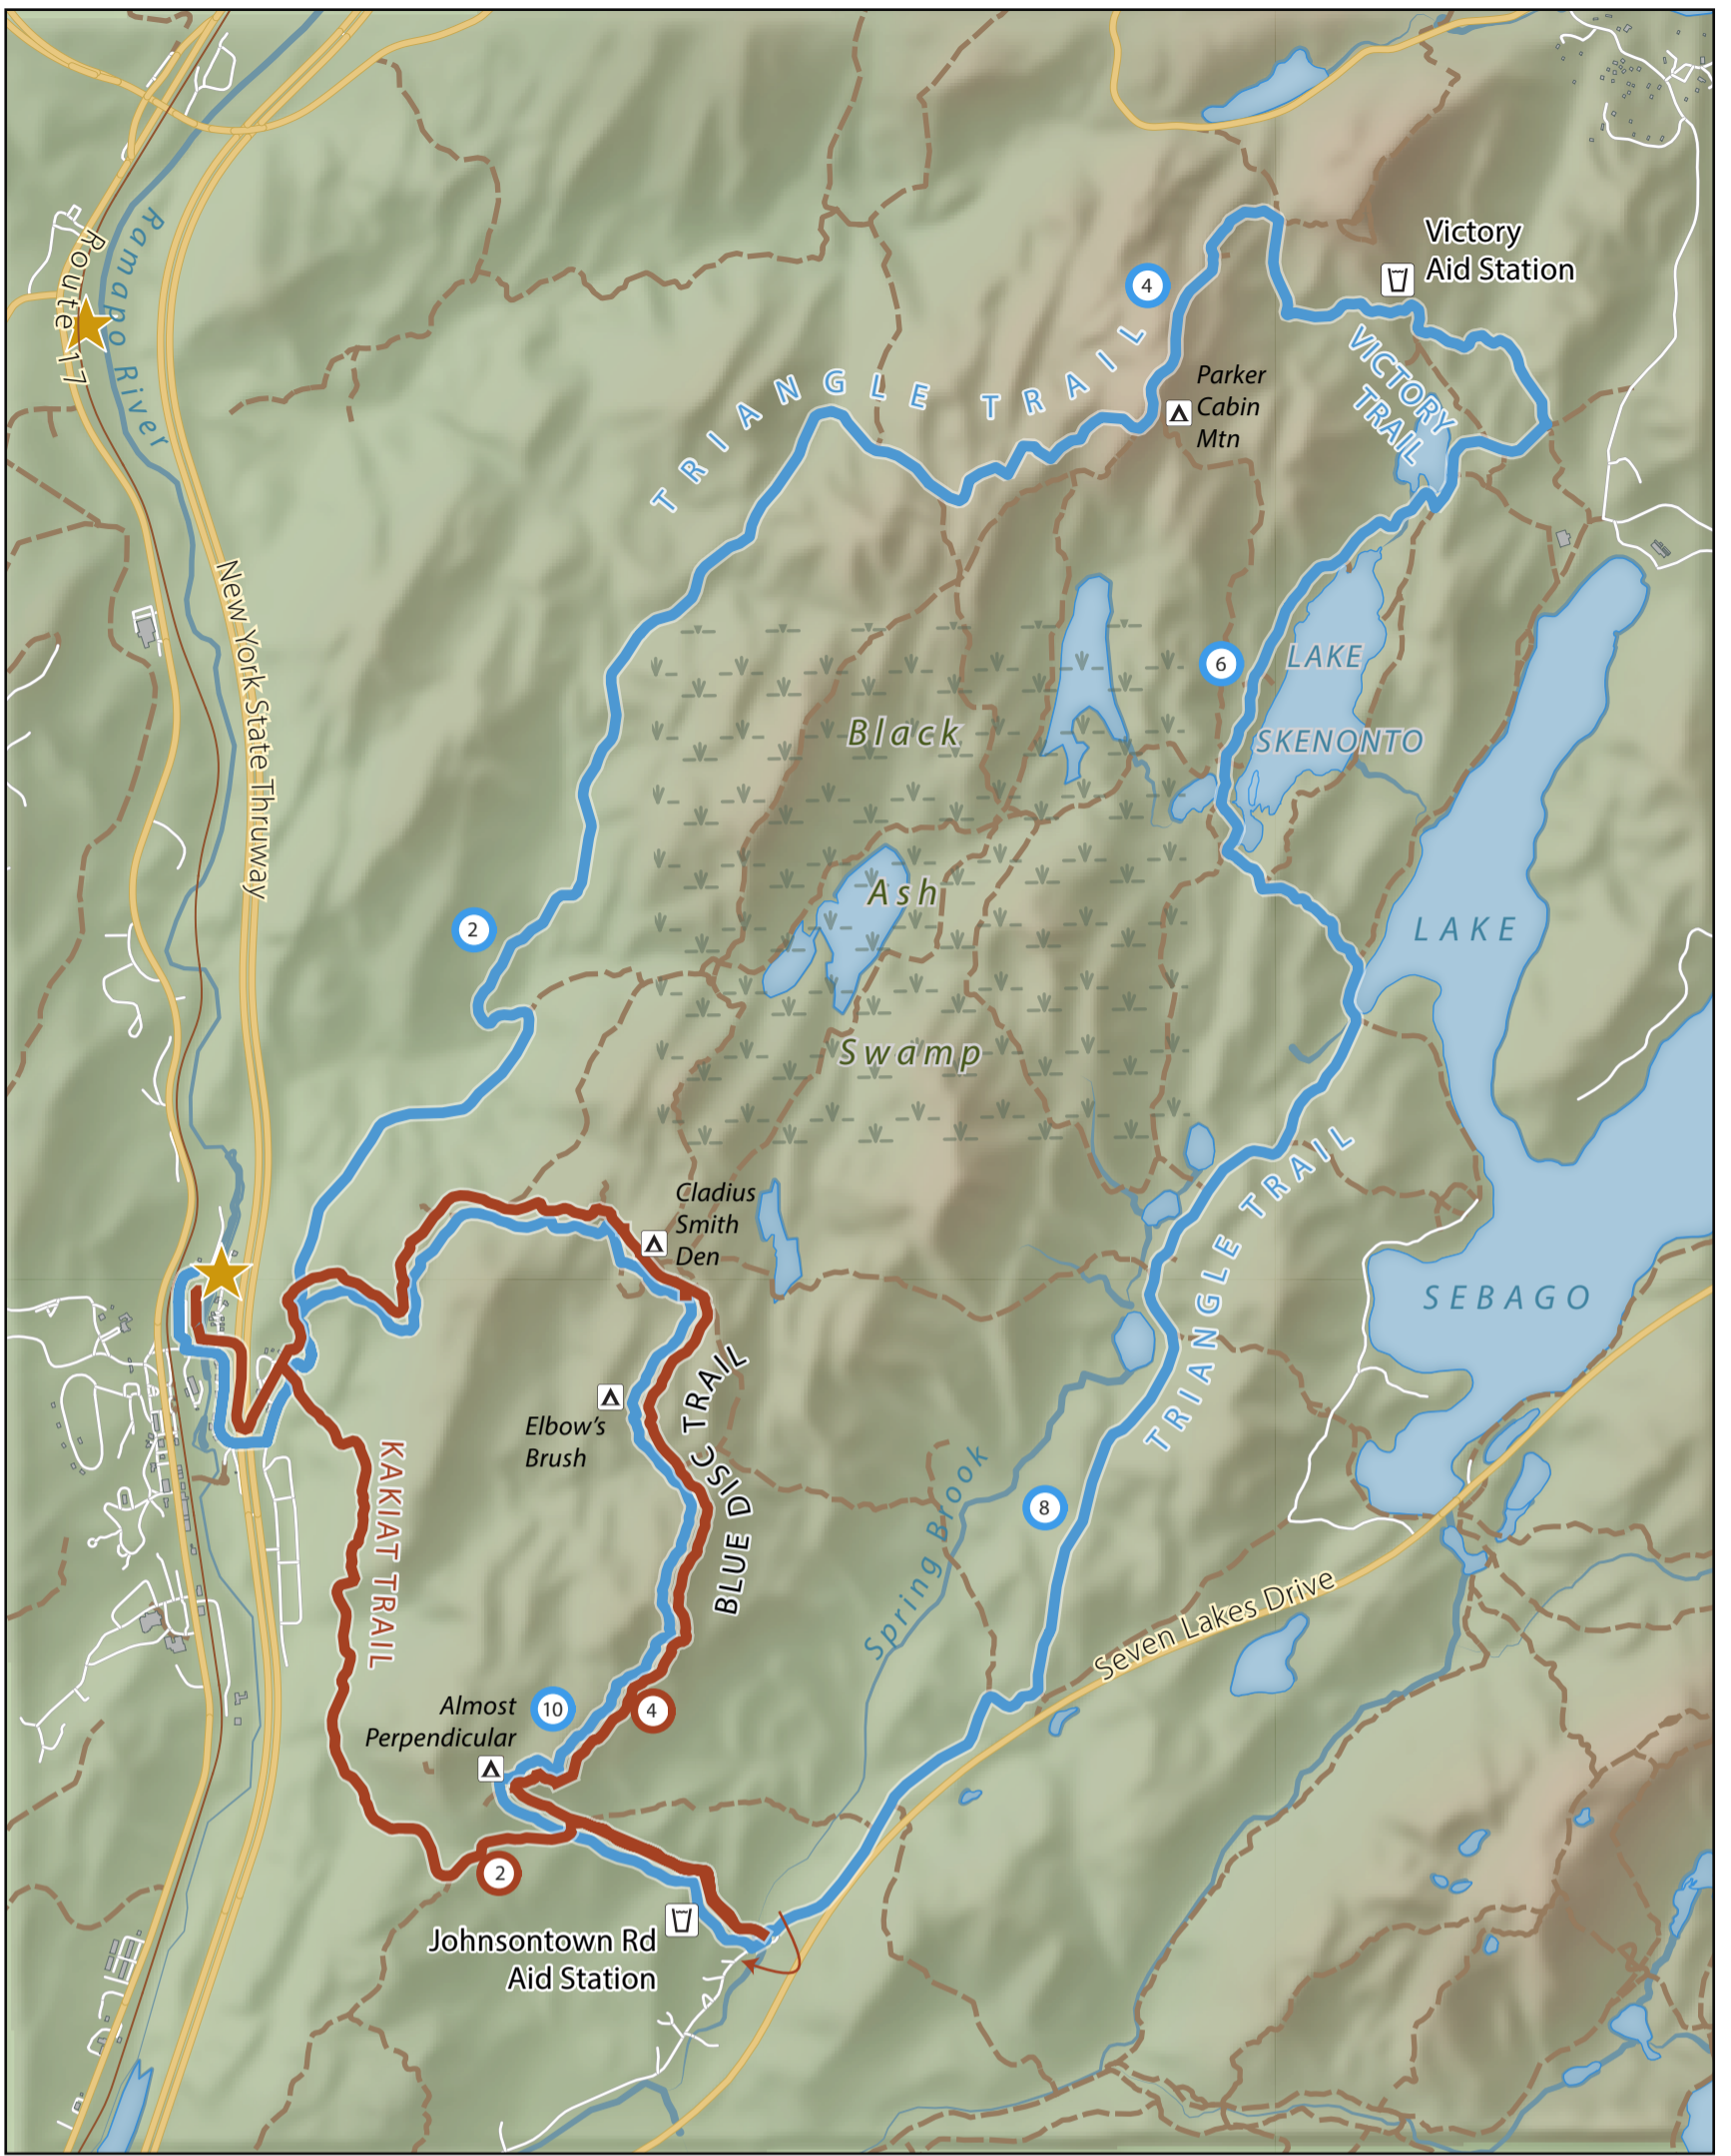 Victory
Aid Station
Route 17
Ramapo River
4
TRIANGLE TRAIL
VICTORY
TRAIL
Parker
Cabin
Mtn
New York State Thruway
6
LAKE
SKENONTO
Black
Ash
Swamp
2
LAKE
SEBAGO
TRIANGLE TRAIL
Cladius
Smith
Den
Elbow's
Brush
BLUE DISC TRAIL
KAKIAT TRAIL
Spring Brook
8
Seven Lakes Drive
Almost
Perpendicular
10
4
2
Johnsontown Rd
Aid Station